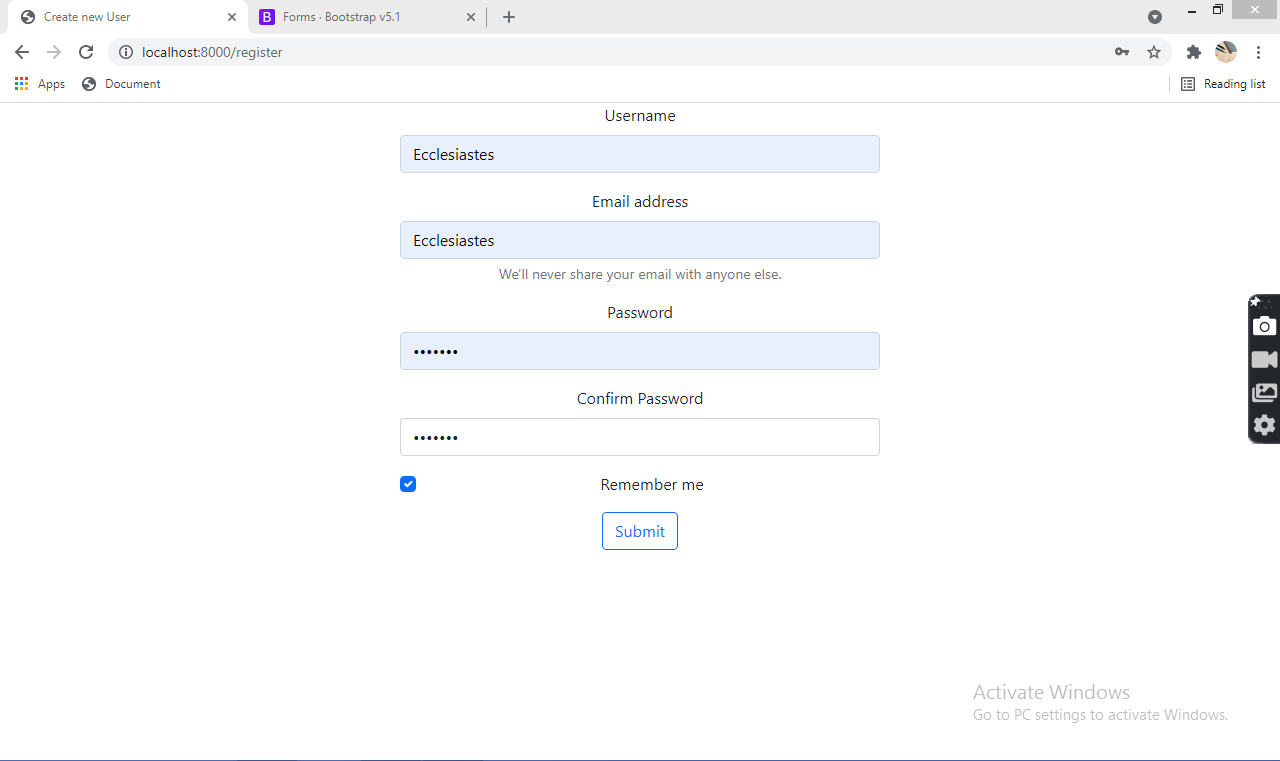 Create new User
B Forms · Bootstrap v5.1
localhost:8000/register
Apps Document Reading list
Username
Ecclesiastes
Email address
Ecclesiastes
We'll never share your email with anyone else.
Password
•••••••
Confirm Password
•••••••
Remember me
Submit
Activate Windows
Go to PC settings to activate Windows.